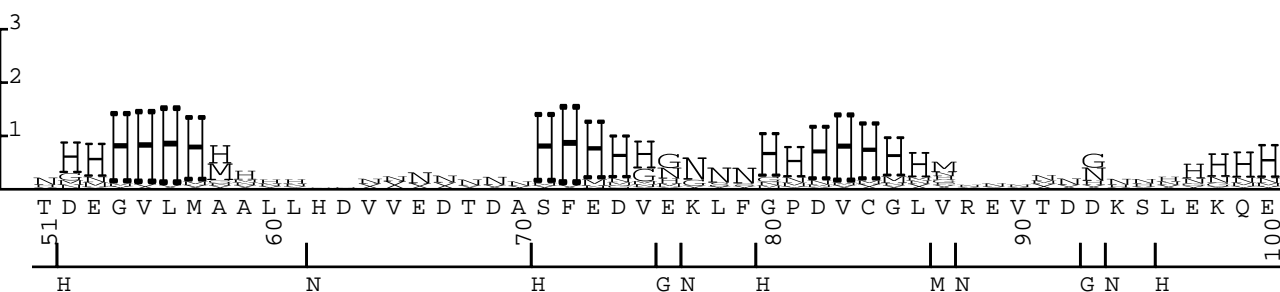 3
2
1
H H H H H H H H M H H H H H H G G N N N H H H H H H H M G N H H H H
T D E G V L M A A L L H D V V E D T D A S F E D V E K L F G P D V C G L V R E V T D D K S L E K Q E
51 60 70 80 90 100
H N H G N H M N G N H